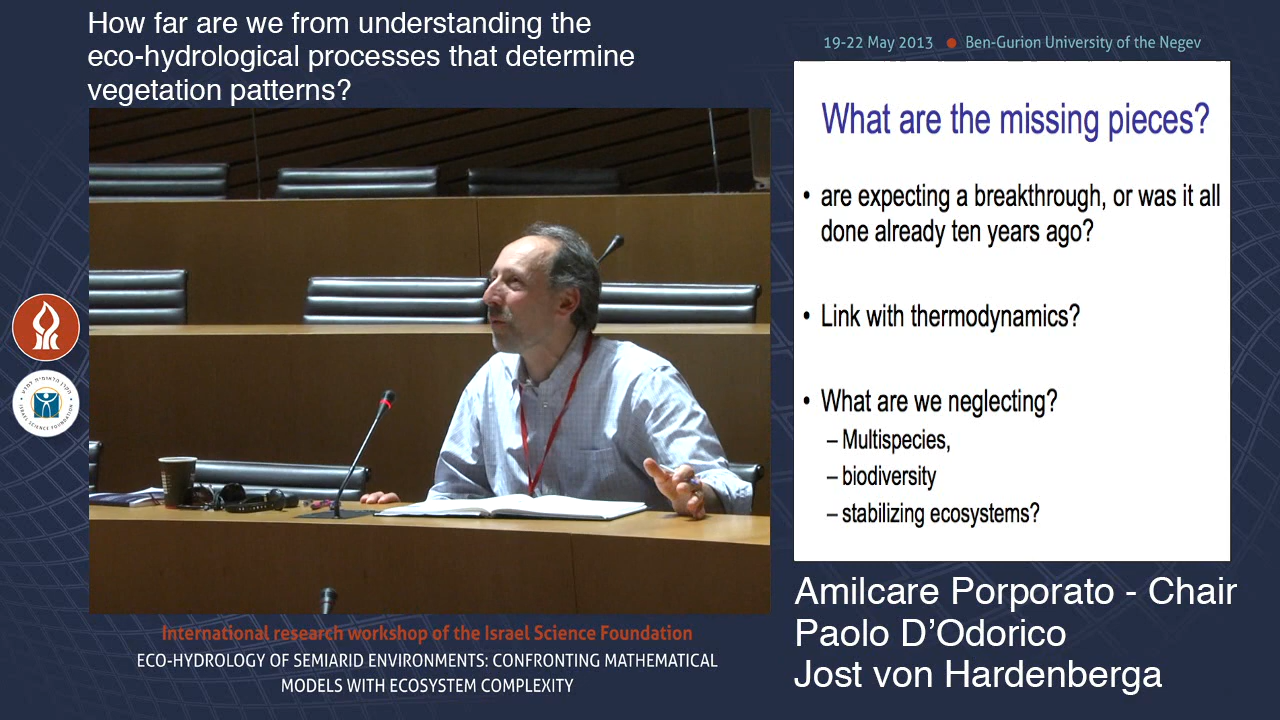 How far are we from understanding the
eco-hydrological processes that determine
vegetation patterns?
19-22 May 2013 ● Ben-Gurion University of the Negev
What are the missing pieces?
• are expecting a breakthrough, or was it all
done already ten years ago?
• Link with thermodynamics?
• What are we neglecting?
– Multispecies,
– biodiversity
– stabilizing ecosystems?
Amilcare Porporato - Chair
Paolo D’Odorico
Jost von Hardenberga
International research workshop of the Israel Science Foundation
ECO-HYDROLOGY OF SEMIARID ENVIRONMENTS: CONFRONTING MATHEMATICAL
MODELS WITH ECOSYSTEM COMPLEXITY
ISRAEL SCIENCE FOUNDATION